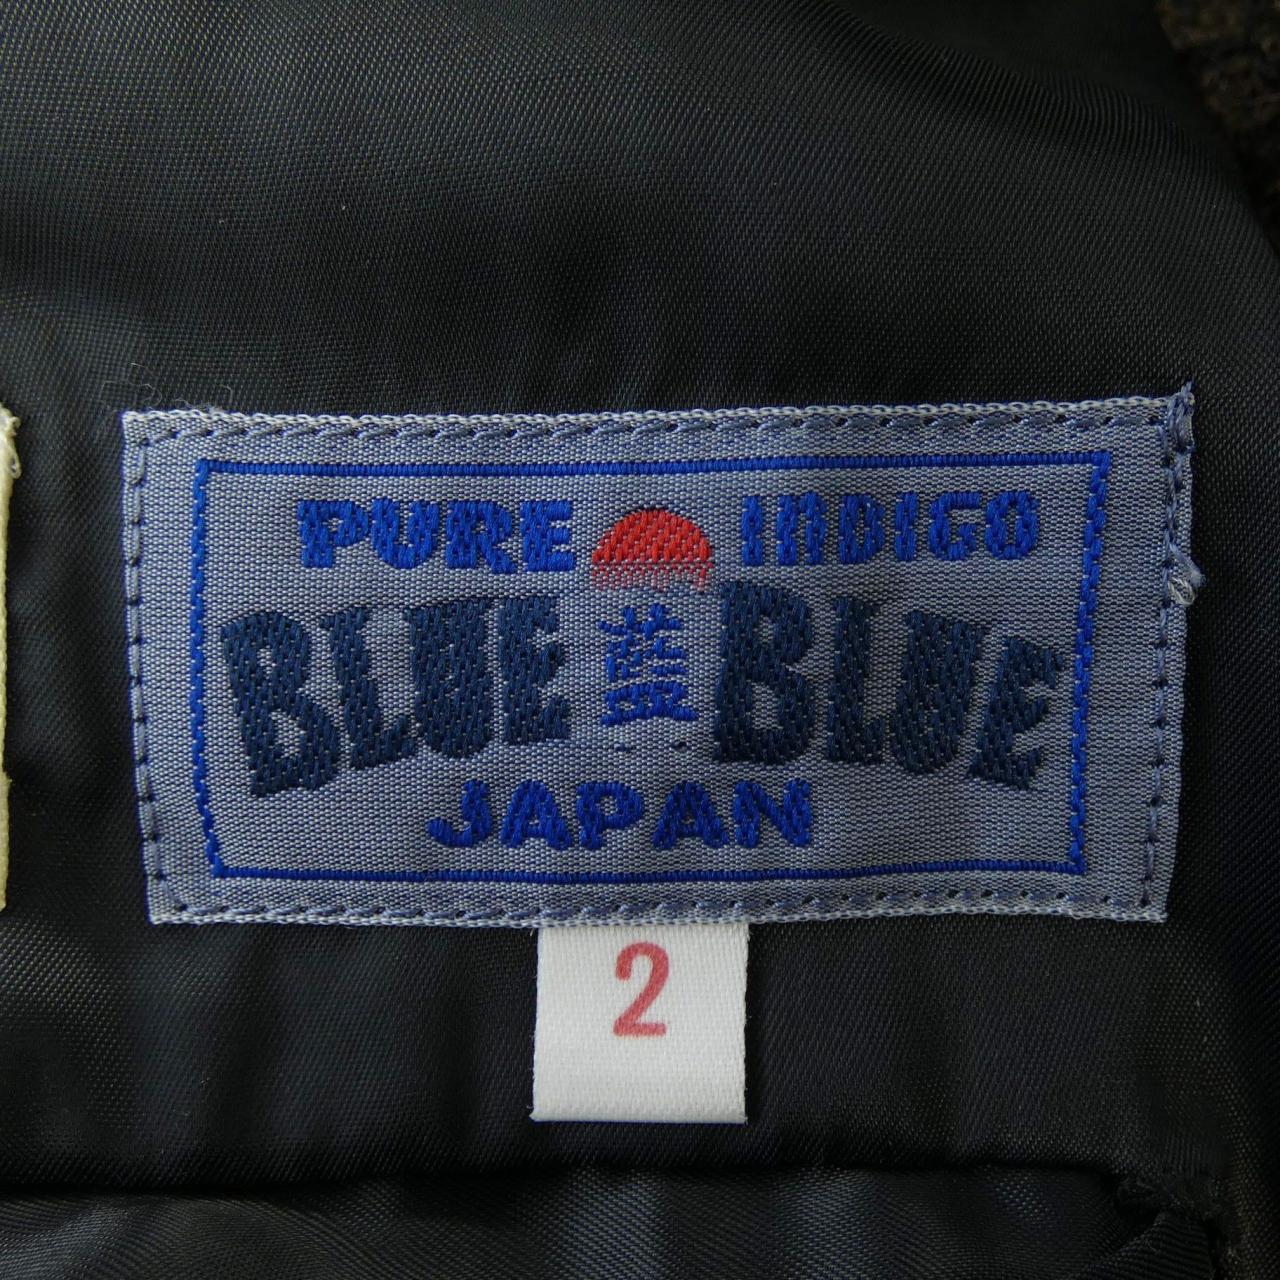 PURE INDIGO
BLUE 藍 BLUE
JAPAN
2